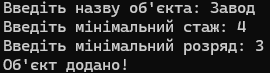 Введіть назву об'єкта: Завод
Введіть мінімальний стаж: 4
Введіть мінімальний розряд: 3
Об'єкт додано!